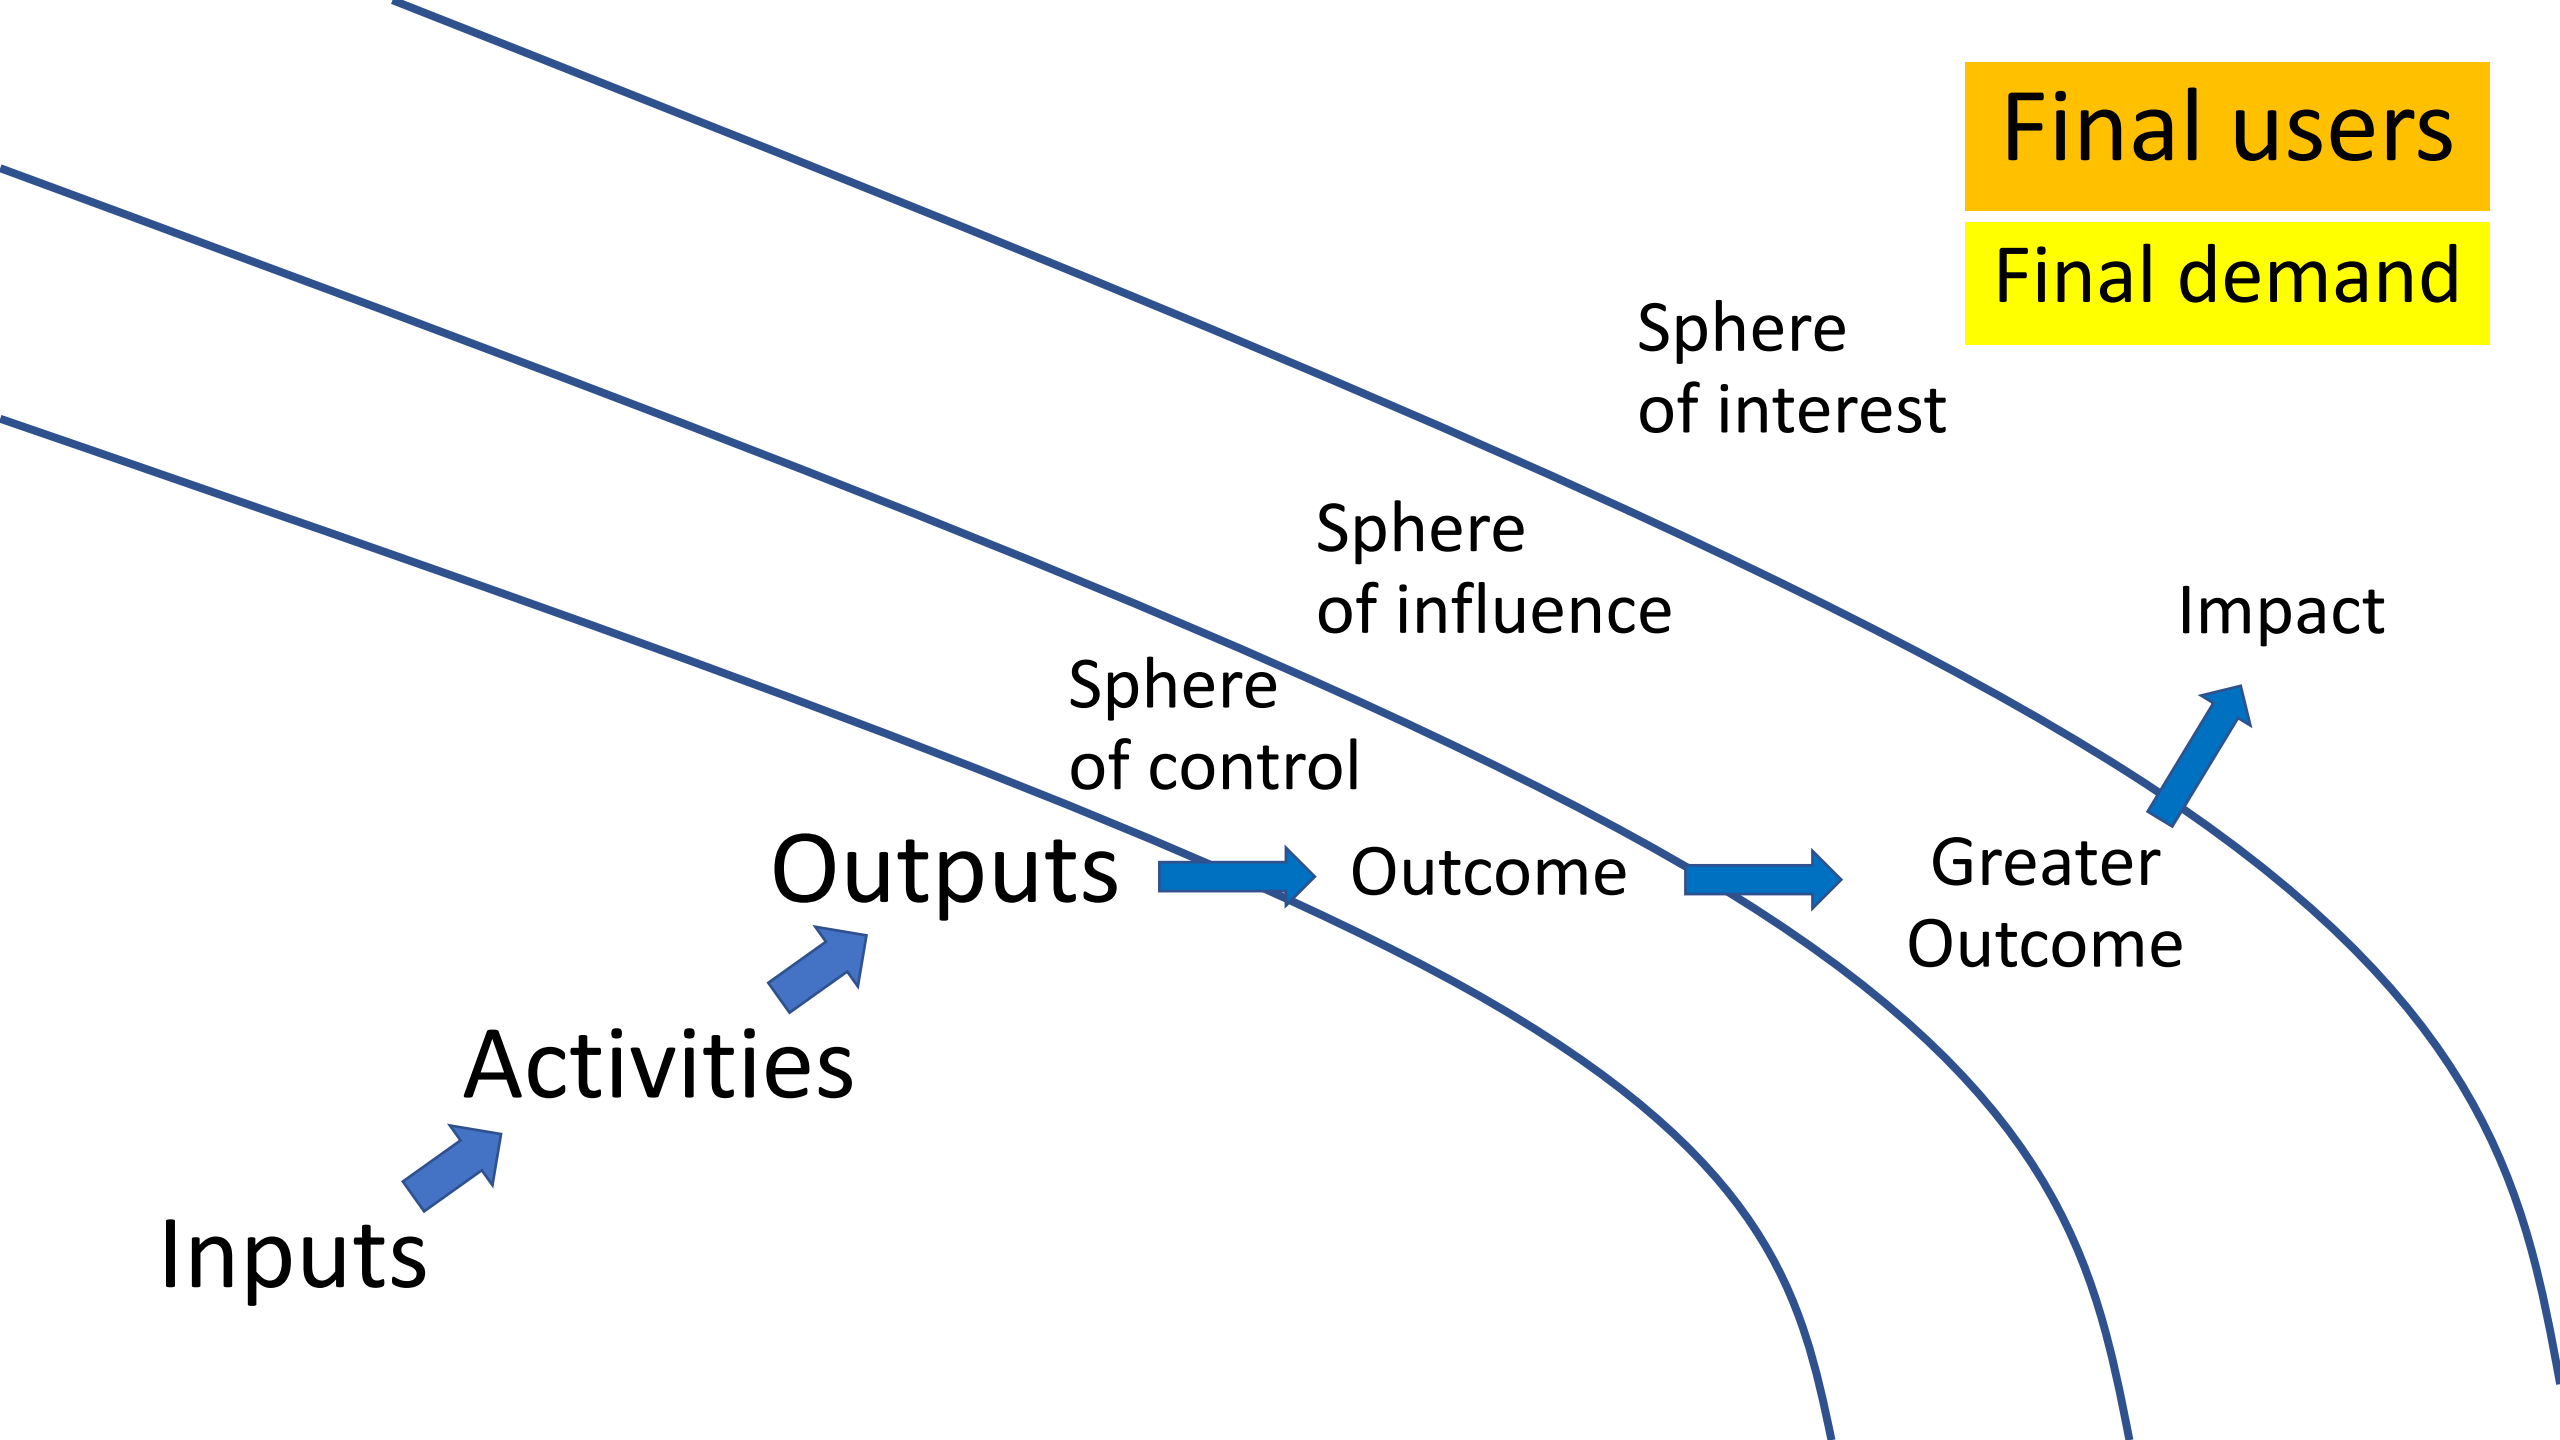 Final users
Final demand
Sphere
of interest
Sphere
of influence
Impact
Sphere
of control
Outputs
Outcome
Greater
Outcome
Activities
Inputs